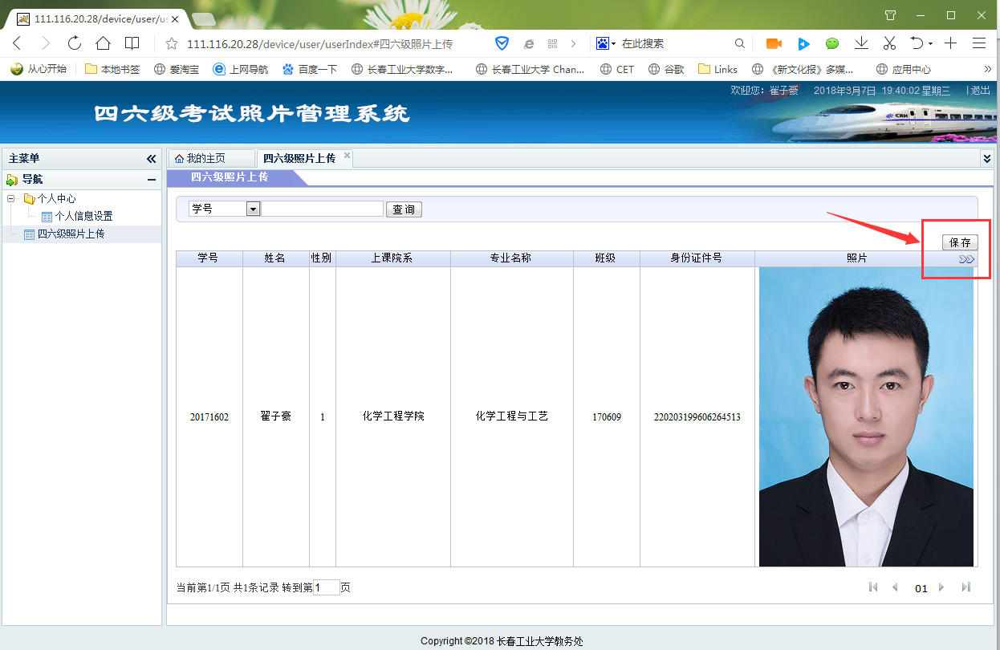 111.116.20.28/device/user/us
111.116.20.28/device/user/userIndex#四六级照片上传
在此搜索
从心开始 本地书签 爱淘宝 上网导航 百度一下 长春工业大学数字... 长春工业大学 Chan... CET 谷歌 Links 《新文化报》多媒... 应用中心
欢迎您：翟子豪 2018年3月7日 19:40:02 星期三 | 退出
四六级考试照片管理系统
CRH
主菜单
我的主页 四六级照片上传
导航
四六级照片上传
个人中心
个人信息设置
四六级照片上传
学号 查 询
保 存
学号 姓名 性别 上课院系 专业名称 班级 身份证件号 照片
20171602 翟子豪 1 化学工程学院 化学工程与工艺 170609 220203199606264513
当前第1/1页 共1条记录 转到第1页
01
Copyright ©2018 长春工业大学教务处